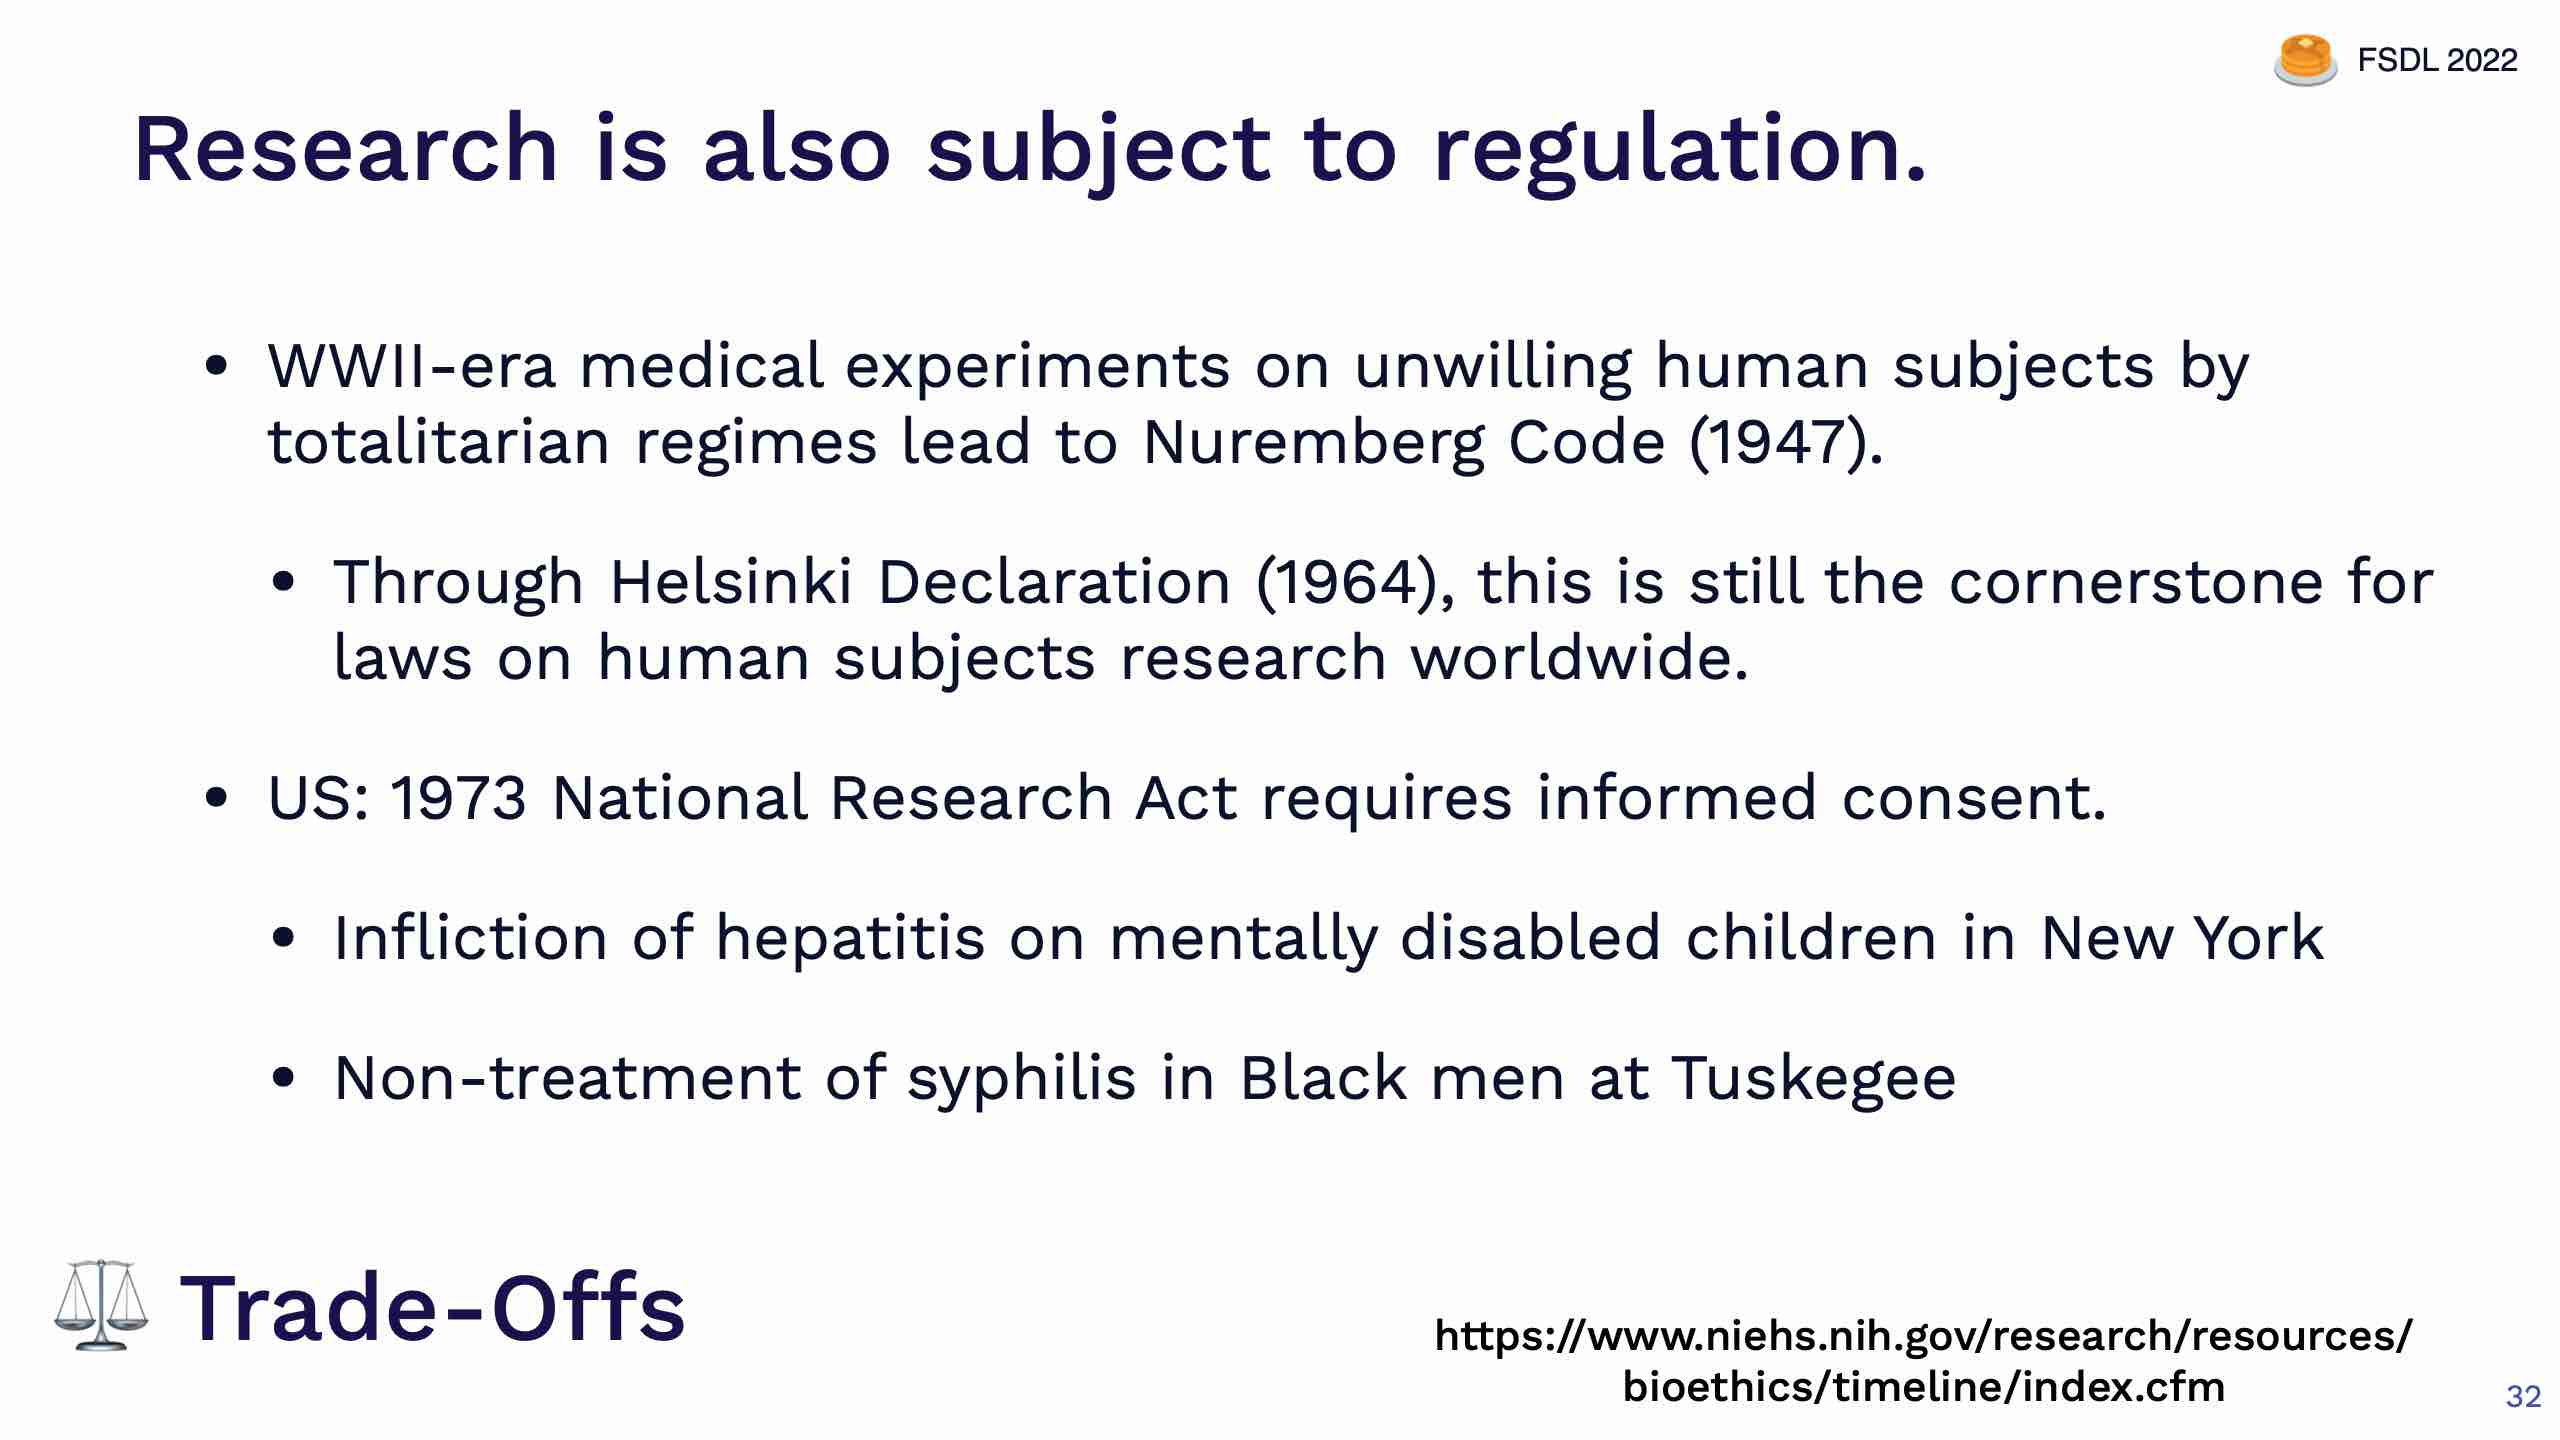 FSDL 2022
Research is also subject to regulation.
• WWII-era medical experiments on unwilling human subjects by
totalitarian regimes lead to Nuremberg Code (1947).
• Through Helsinki Declaration (1964), this is still the cornerstone for
laws on human subjects research worldwide.
• US: 1973 National Research Act requires informed consent.
• Infliction of hepatitis on mentally disabled children in New York
• Non-treatment of syphilis in Black men at Tuskegee
Trade-Offs
https://www.niehs.nih.gov/research/resources/
bioethics/timeline/index.cfm
32